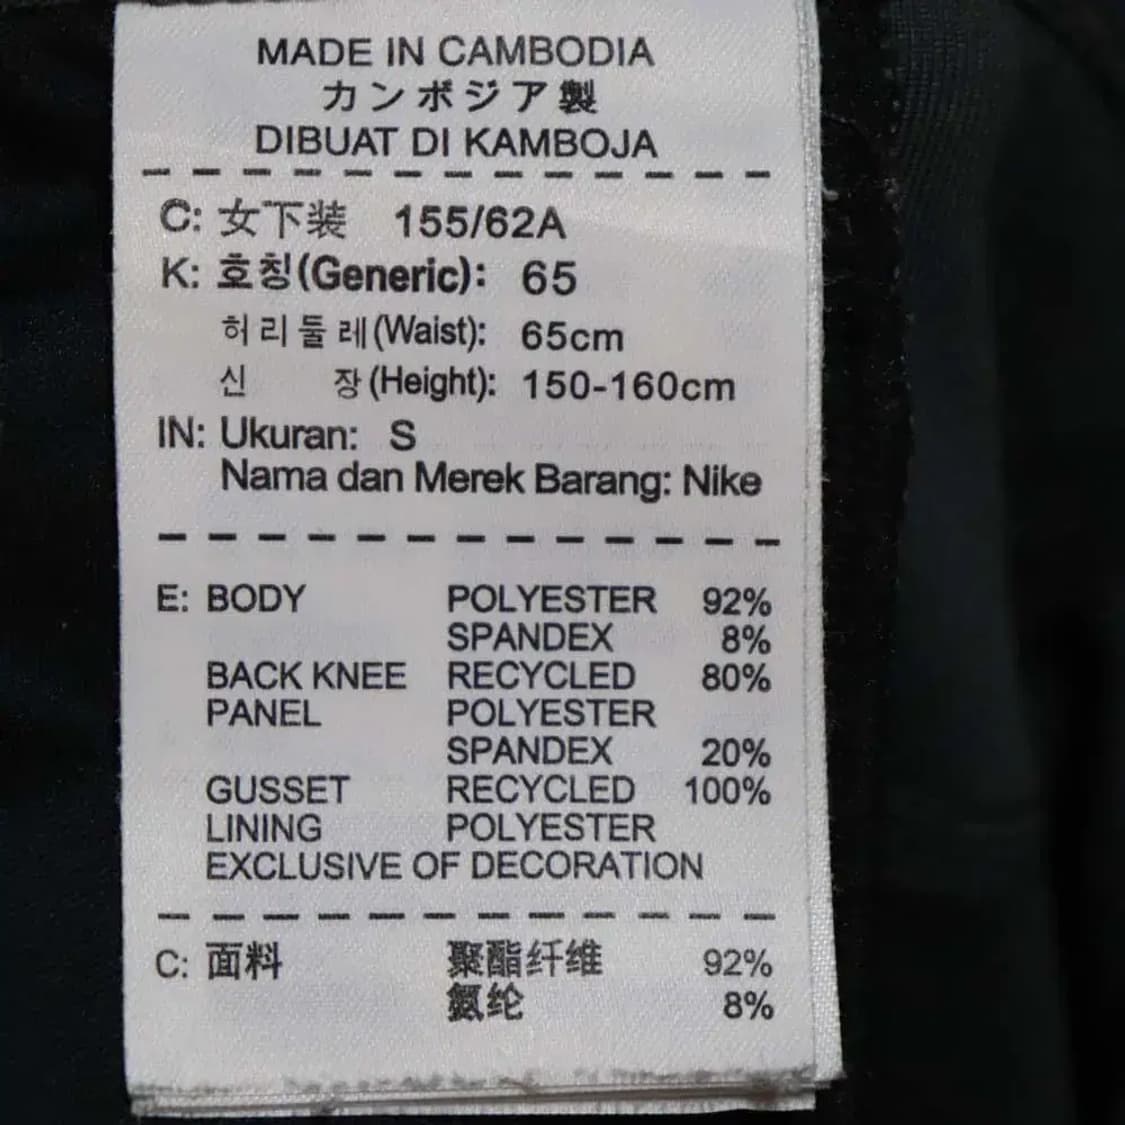 MADE IN CAMBODIA
カンボジア製
DIBUAT DI KAMBOJA
C: 女下装 155/62A
K: 호칭(Generic): 65
허리둘레(Waist): 65cm
신 장(Height): 150-160cm
IN: Ukuran: S
Nama dan Merek Barang: Nike
E: BODY POLYESTER 92%
SPANDEX 8%
BACK KNEE RECYCLED 80%
PANEL POLYESTER
SPANDEX 20%
GUSSET RECYCLED 100%
LINING POLYESTER
EXCLUSIVE OF DECORATION
C: 面料 聚酯纤维 92%
氨纶 8%